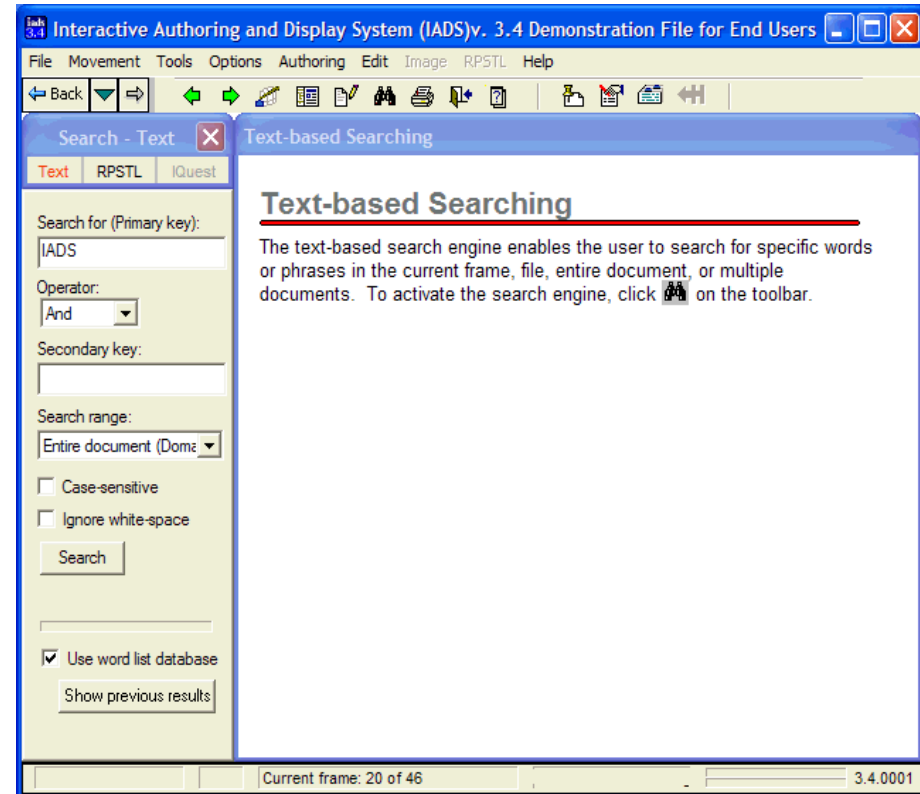 Interactive Authoring and Display System (IADS)v. 3.4 Demonstration File for End Users
File Movement Tools Options Authoring Edit Image RPSTL Help
Back
Search - Text
Text RPSTL IQuest
Search for (Primary key):
IADS
Operator:
And
Secondary key:
Search range:
Entire document (Doma
Case-sensitive
Ignore white-space
Search
Use word list database
Show previous results
Text-based Searching
Text-based Searching
The text-based search engine enables the user to search for specific words
or phrases in the current frame, file, entire document, or multiple
documents. To activate the search engine, click on the toolbar.
Current frame: 20 of 46
3.4.0001